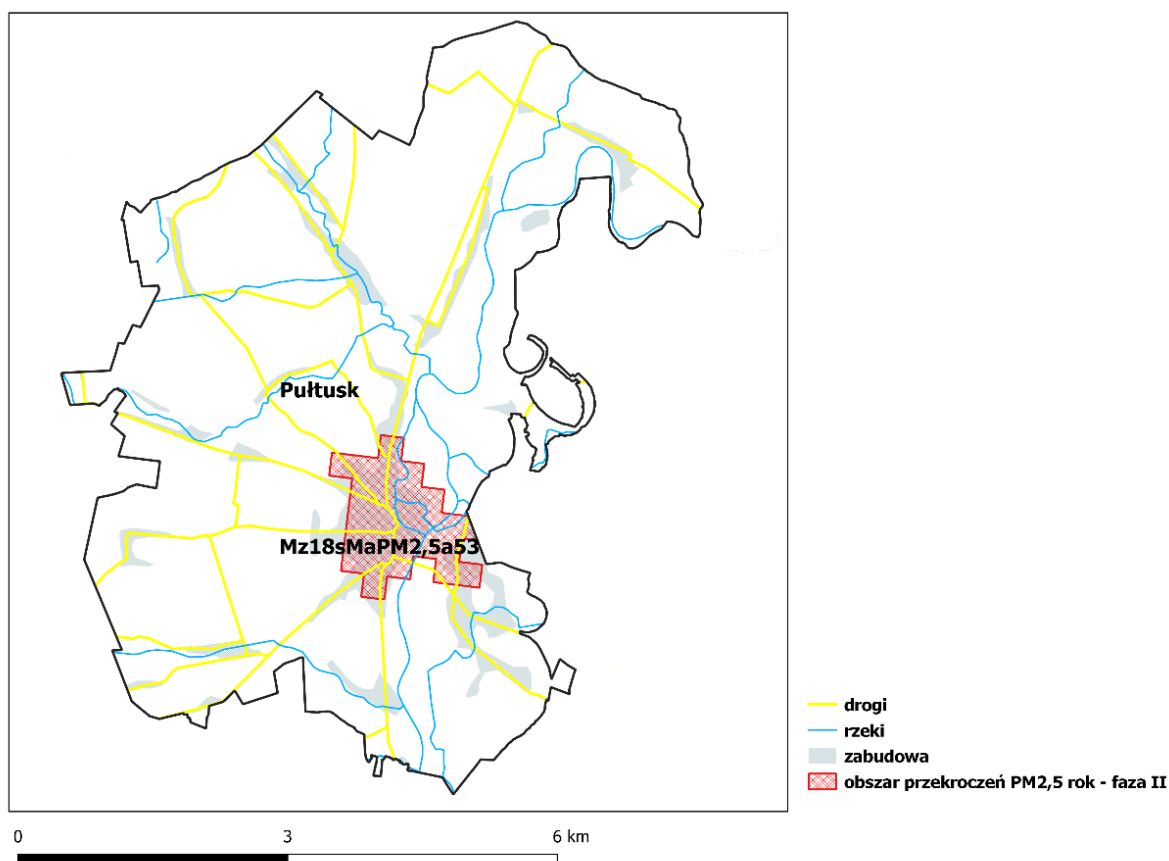 Pułtusk
Mz18sMaPM2,5a53
drogi
rzeki
zabudowa
obszar przekroczeń PM2,5 rok - faza II
0 3 6 km